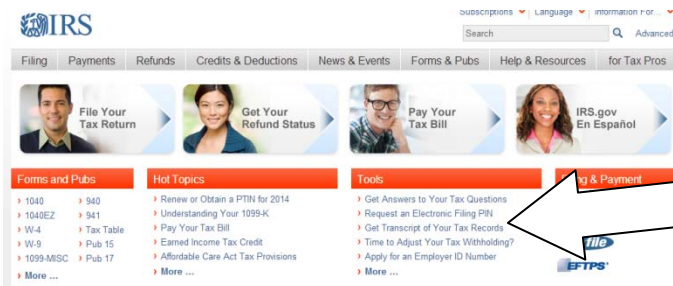 Subscriptions Language Information For...
IRS
Search Advanced
Filing Payments Refunds Credits & Deductions News & Events Forms & Pubs Help & Resources for Tax Pros
File Your
Tax Return
Get Your
Refund Status
Pay Your
Tax Bill
IRS.gov
En Español
Forms and Pubs
1040
1040EZ
W-4
W-9
1099-MISC
More ...
940
941
Tax Table
Pub 15
Pub 17
Hot Topics
Renew or Obtain a PTIN for 2014
Understanding Your 1099-K
Pay Your Tax Bill
Earned Income Tax Credit
Affordable Care Act Tax Provisions
More ...
Tools
Get Answers to Your Tax Questions
Request an Electronic Filing PIN
Get Transcript of Your Tax Records
Time to Adjust Your Tax Withholding?
Apply for an Employer ID Number
More ...
& Payment
file
EFTPS